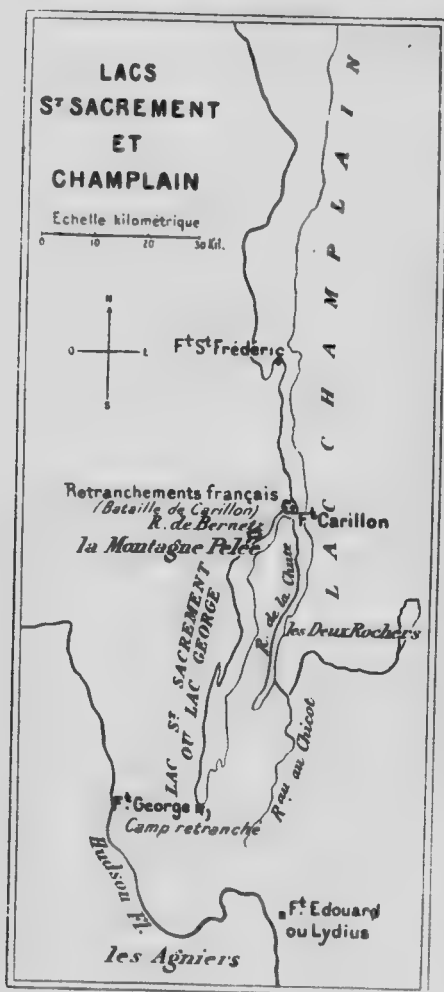 LACS
ST SACREMENT
ET
CHAMPLAIN
Echelle kilométrique
0 10 20 30 Kil.
N
O L
S
LAC CHAMPLAIN
Ft St Frédéric
Retranchements français
(Bataille de Carillon)
Ft Carillon
R. de Bernetz
la Montagne Pelée
R. de la Chute
les Deux Rochers
LAC ST SACREMENT
OU LAC GEORGE
Rau au Chicot
Ft George
Camp retranché
Hudson Fl.
Ft Edouard
ou Lydius
les Agniers